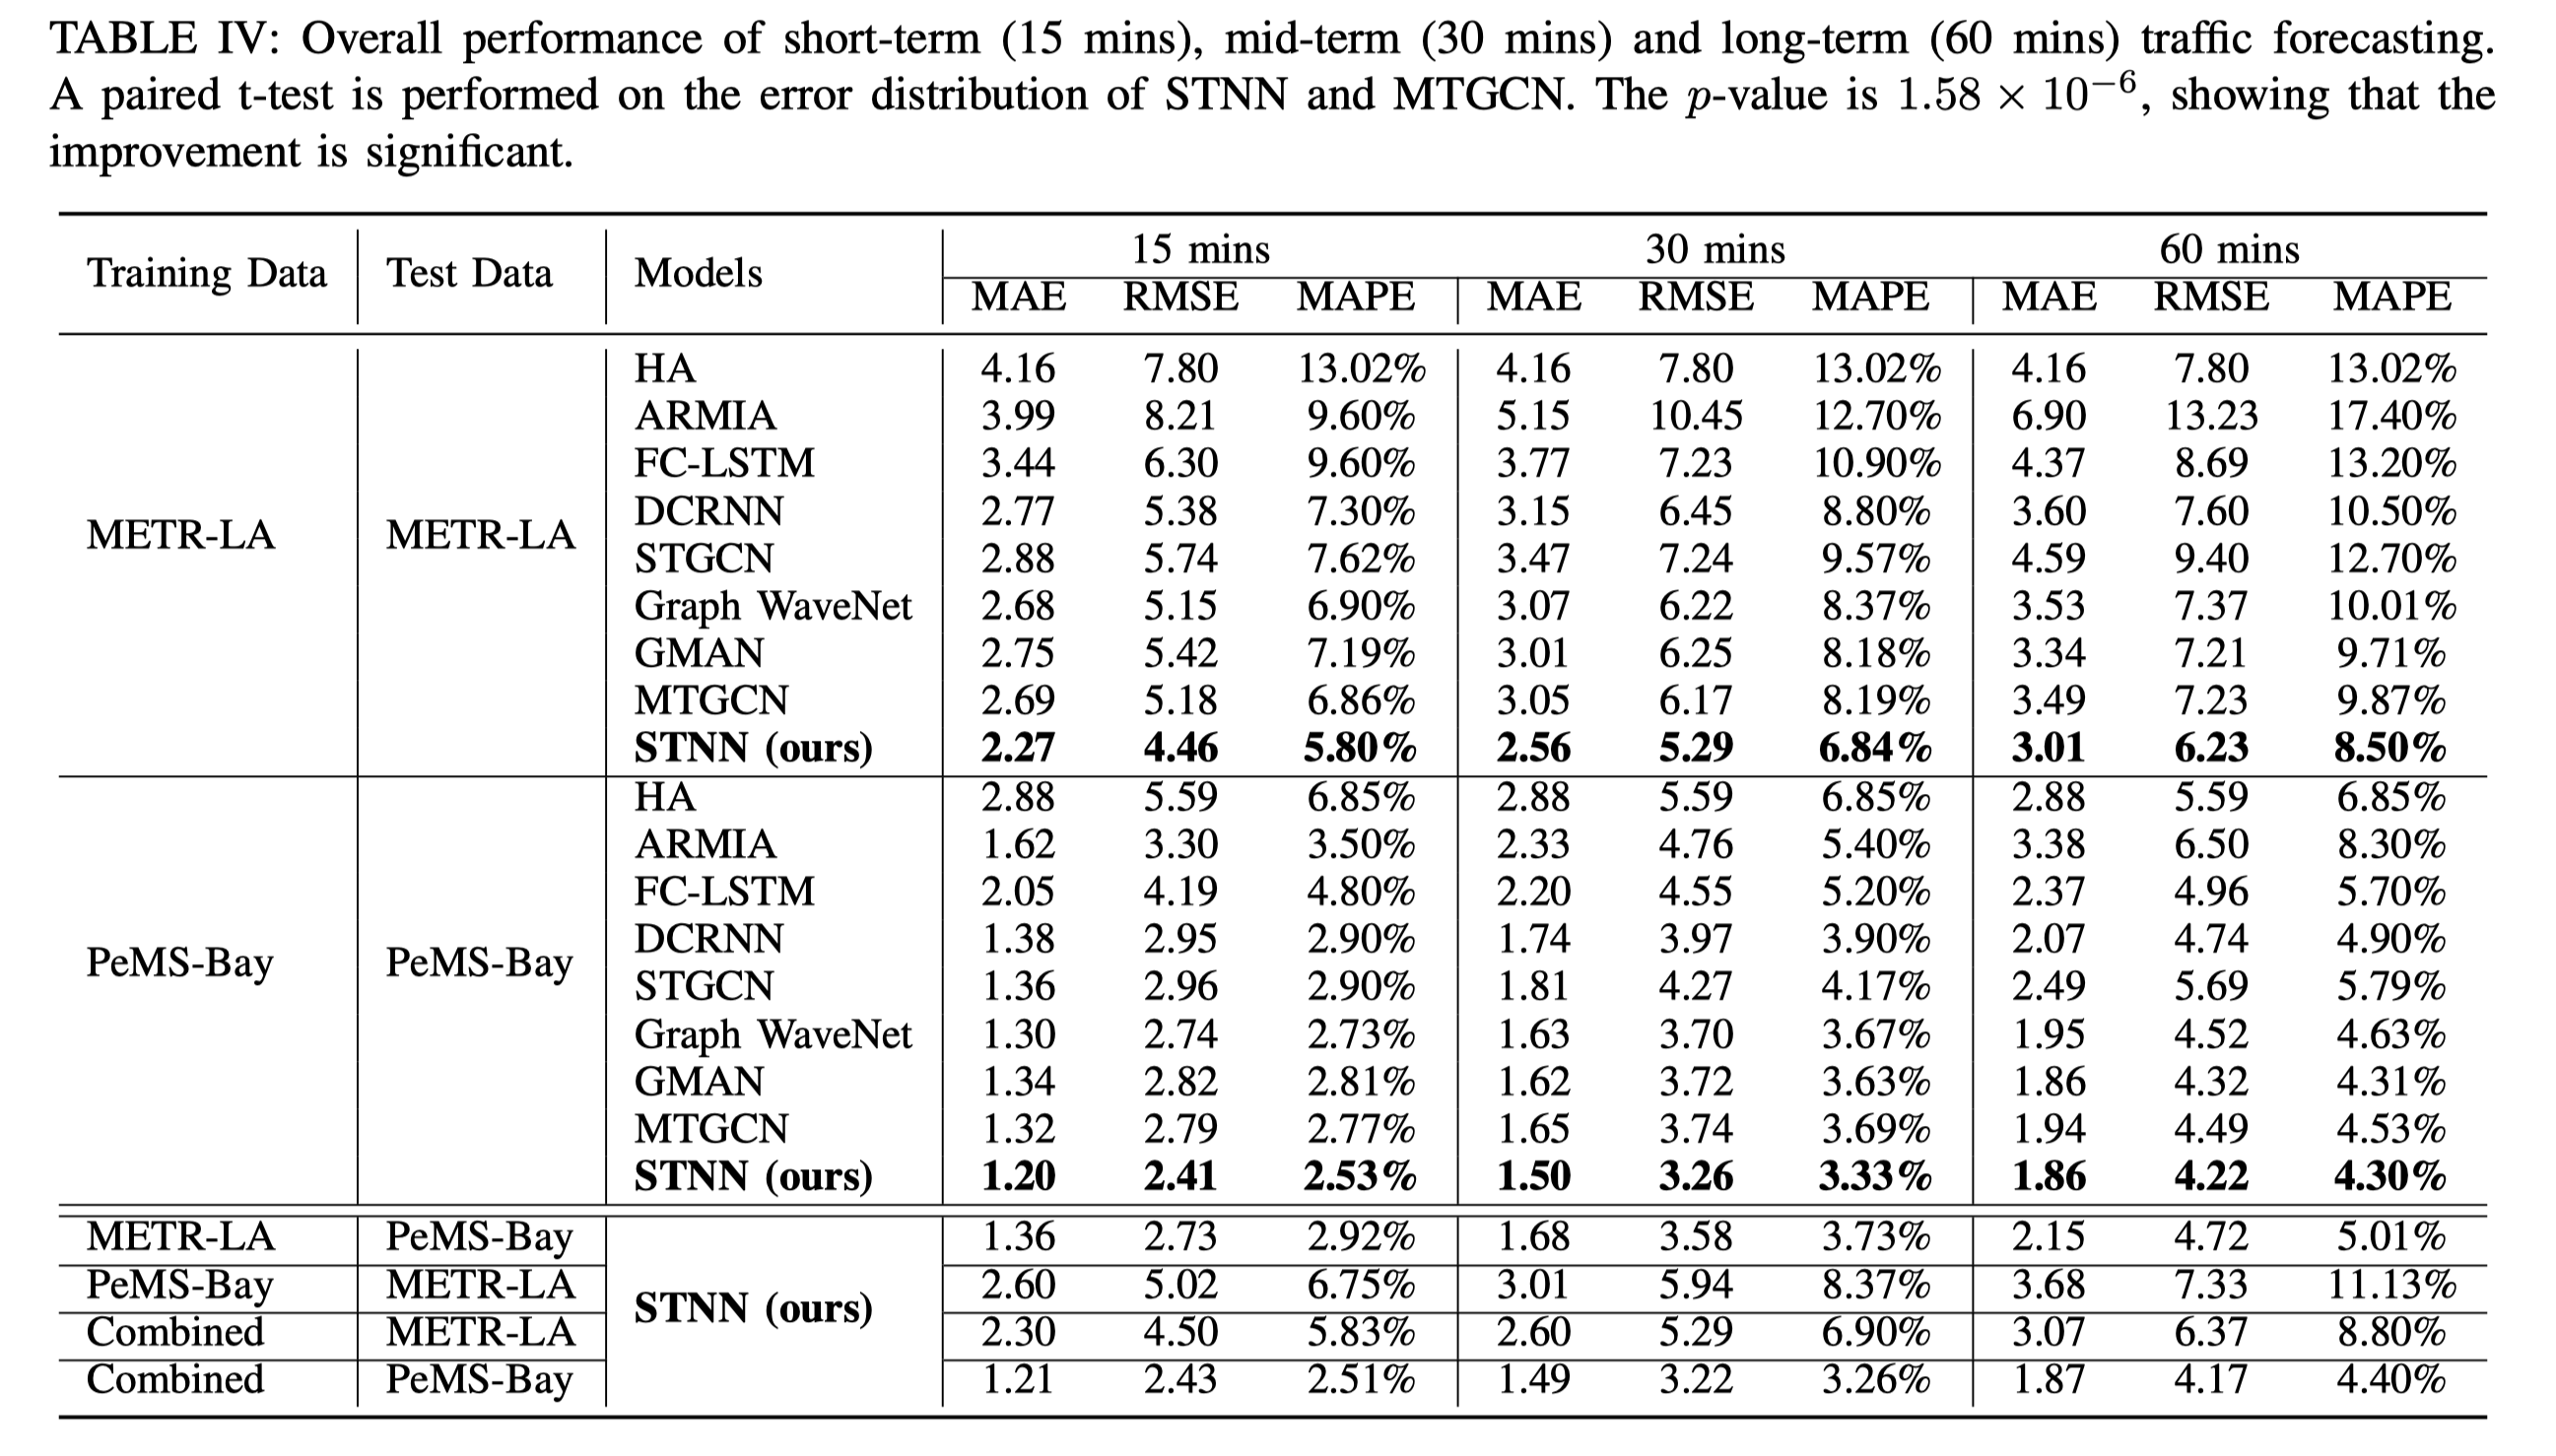 TABLE IV: Overall performance of short-term (15 mins), mid-term (30 mins) and long-term (60 mins) traffic forecasting.
A paired t-test is performed on the error distribution of STNN and MTGCN. The p-value is 1.58 × 10⁻⁶, showing that the
improvement is significant.
Training Data Test Data Models 15 mins 30 mins 60 mins
MAE RMSE MAPE MAE RMSE MAPE MAE RMSE MAPE
METR-LA METR-LA
HA 4.16 7.80 13.02% 4.16 7.80 13.02% 4.16 7.80 13.02%
ARMIA 3.99 8.21 9.60% 5.15 10.45 12.70% 6.90 13.23 17.40%
FC-LSTM 3.44 6.30 9.60% 3.77 7.23 10.90% 4.37 8.69 13.20%
DCRNN 2.77 5.38 7.30% 3.15 6.45 8.80% 3.60 7.60 10.50%
STGCN 2.88 5.74 7.62% 3.47 7.24 9.57% 4.59 9.40 12.70%
Graph WaveNet 2.68 5.15 6.90% 3.07 6.22 8.37% 3.53 7.37 10.01%
GMAN 2.75 5.42 7.19% 3.01 6.25 8.18% 3.34 7.21 9.71%
MTGCN 2.69 5.18 6.86% 3.05 6.17 8.19% 3.49 7.23 9.87%
STNN (ours) 2.27 4.46 5.80% 2.56 5.29 6.84% 3.01 6.23 8.50%
PeMS-Bay PeMS-Bay
HA 2.88 5.59 6.85% 2.88 5.59 6.85% 2.88 5.59 6.85%
ARMIA 1.62 3.30 3.50% 2.33 4.76 5.40% 3.38 6.50 8.30%
FC-LSTM 2.05 4.19 4.80% 2.20 4.55 5.20% 2.37 4.96 5.70%
DCRNN 1.38 2.95 2.90% 1.74 3.97 3.90% 2.07 4.74 4.90%
STGCN 1.36 2.96 2.90% 1.81 4.27 4.17% 2.49 5.69 5.79%
Graph WaveNet 1.30 2.74 2.73% 1.63 3.70 3.67% 1.95 4.52 4.63%
GMAN 1.34 2.82 2.81% 1.62 3.72 3.63% 1.86 4.32 4.31%
MTGCN 1.32 2.79 2.77% 1.65 3.74 3.69% 1.94 4.49 4.53%
STNN (ours) 1.20 2.41 2.53% 1.50 3.26 3.33% 1.86 4.22 4.30%
STNN (ours)
METR-LA PeMS-Bay 1.36 2.73 2.92% 1.68 3.58 3.73% 2.15 4.72 5.01%
PeMS-Bay METR-LA 2.60 5.02 6.75% 3.01 5.94 8.37% 3.68 7.33 11.13%
Combined METR-LA 2.30 4.50 5.83% 2.60 5.29 6.90% 3.07 6.37 8.80%
Combined PeMS-Bay 1.21 2.43 2.51% 1.49 3.22 3.26% 1.87 4.17 4.40%